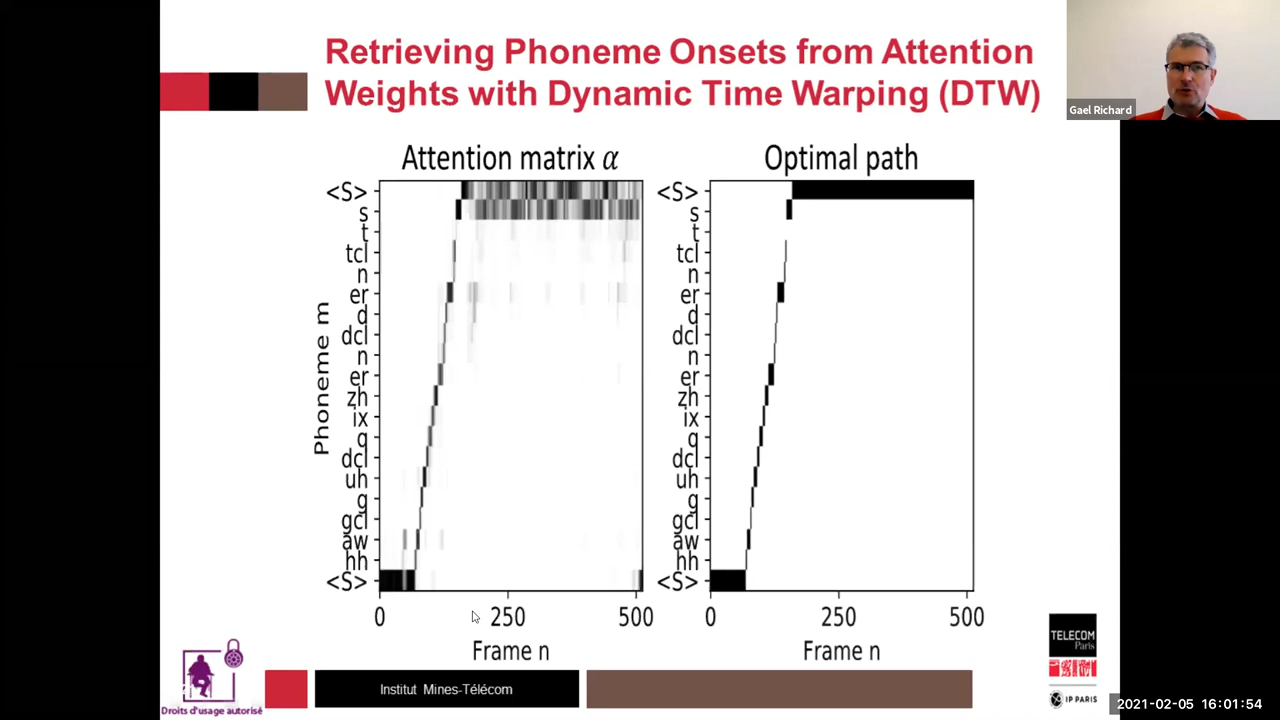 Retrieving Phoneme Onsets from Attention
Weights with Dynamic Time Warping (DTW)
Gael Richard
Attention matrix α
Optimal path
Phoneme m
<S>
s
t
tcl
n
er
d
dcl
n
er
zh
ix
q
dcl
uh
g
gcl
aw
hh
<S>
0 250 500
Frame n
<S>
s
t
tcl
n
er
d
dcl
n
er
zh
ix
q
dcl
uh
g
gcl
aw
hh
<S>
0 250 500
Frame n
Droits d'usage autorisé
Institut Mines-Télécom
TELECOM
Paris
IP PARIS
2021-02-05 16:01:54